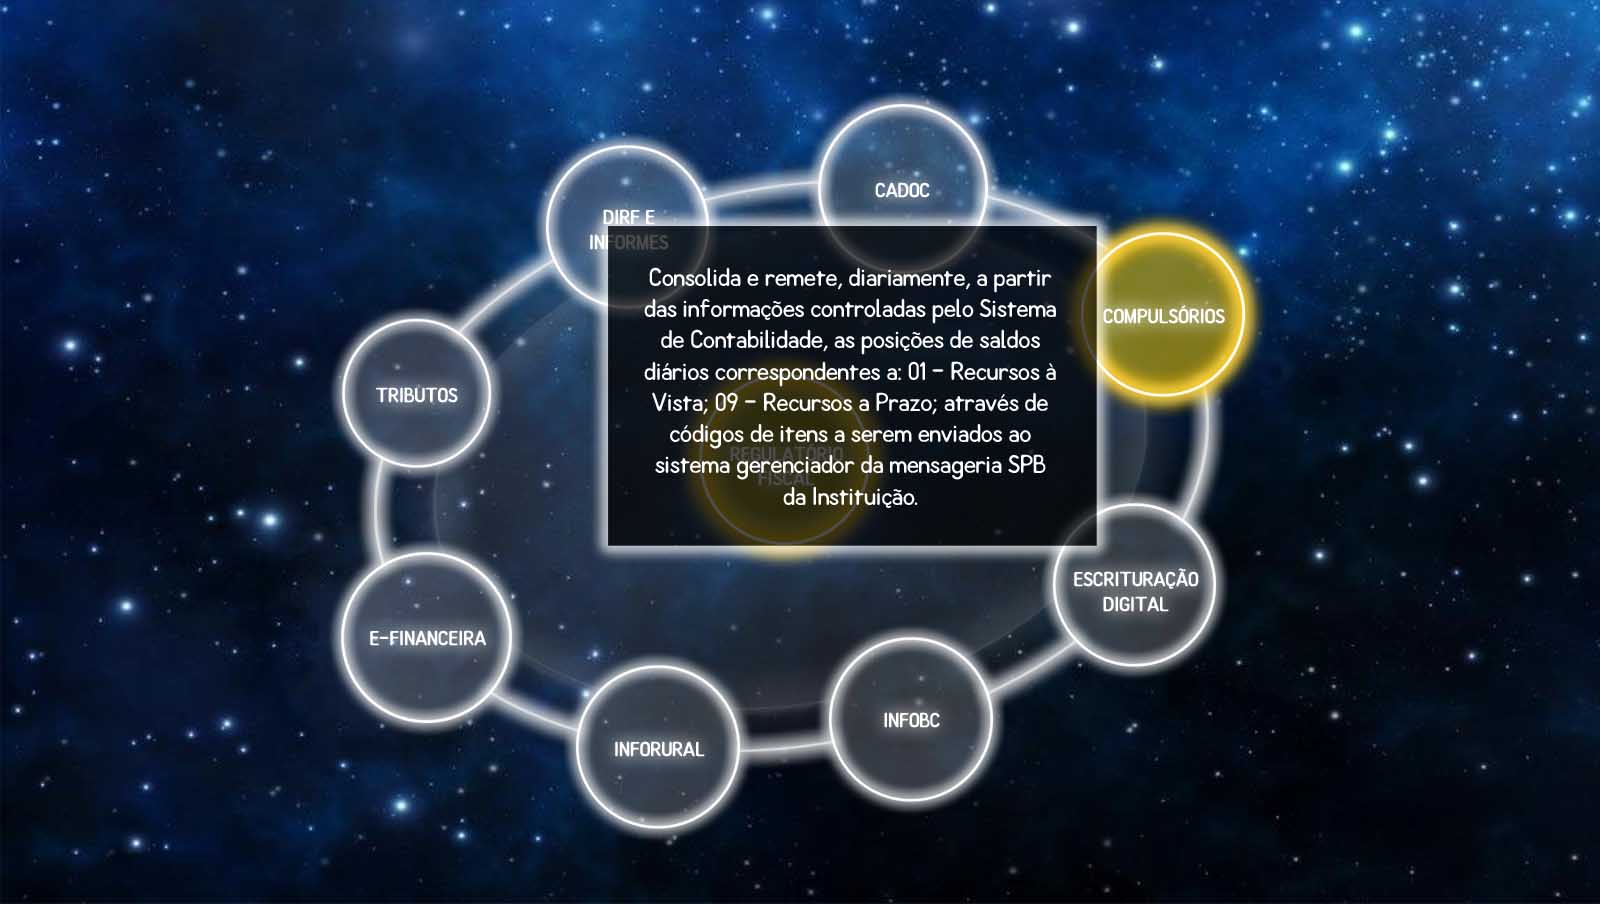 CADOC
DIRF E
INFORMES
Consolida e remete, diariamente, a partir
das informações controladas pelo Sistema
de Contabilidade, as posições de saldos
diários correspondentes a: 01 - Recursos à
Vista; 09 - Recursos a Prazo; através de
códigos de itens a serem enviados ao
sistema gerenciador da mensageria SPB
da Instituição.
COMPULSÓRIOS
TRIBUTOS
REGULATÓRIO
FISCAL
ESCRITURAÇÃO
DIGITAL
E-FINANCEIRA
INFOBC
INFORURAL